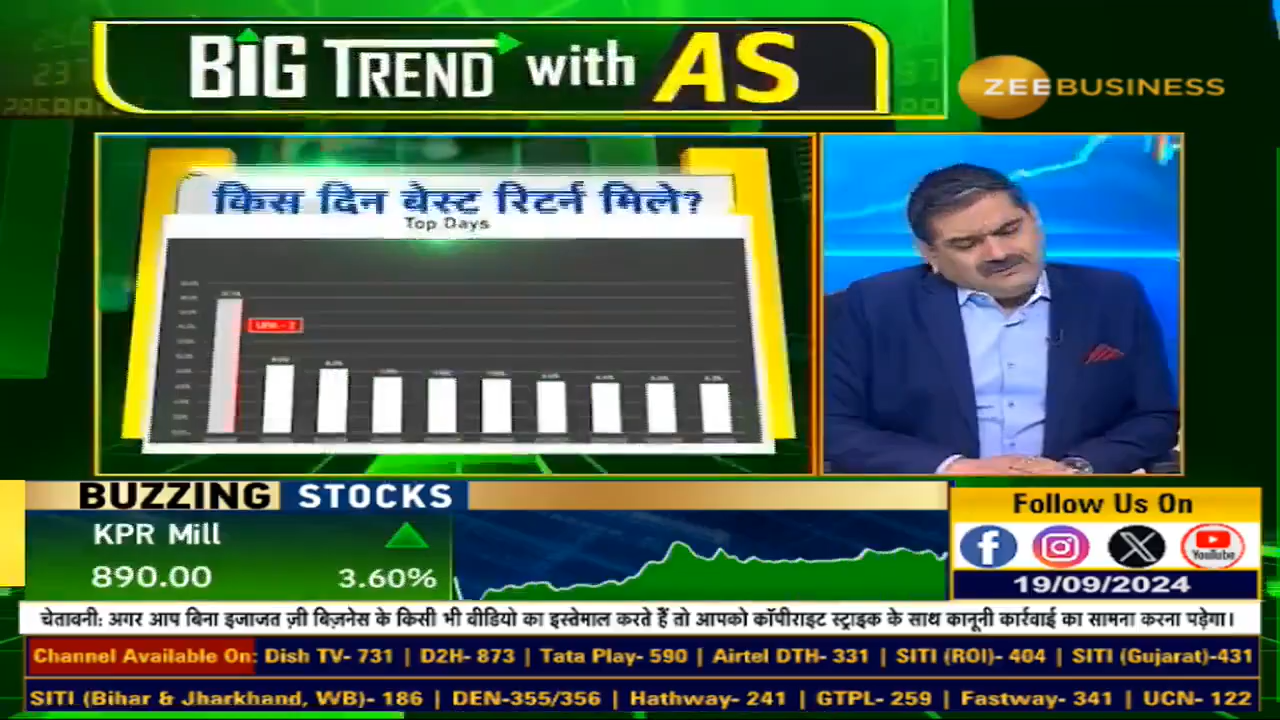 BIG TREND with AS
ZEEBUSINESS
किस दिन बेस्ट रिटर्न मिले?
Top Days
BUZZING STOCKS
KPR Mill
890.00
3.60%
Follow Us On
YouTube
19/09/2024
चेतावनी: अगर आप बिना इजाजत ज़ी बिज़नेस के किसी भी वीडियो का इस्तेमाल करते हैं तो आपको कॉपीराइट स्ट्राइक के साथ कानूनी कार्रवाई का सामना करना पड़ेगा।
Channel Available On: Dish TV- 731 | D2H- 873 | Tata Play- 590 | Airtel DTH- 331 | SITI (ROI)- 404 | SITI (Gujarat)-431
SITI (Bihar & Jharkhand, WB)- 186 | DEN-355/356 | Hathway- 241 | GTPL- 259 | Fastway- 341 | UCN- 122